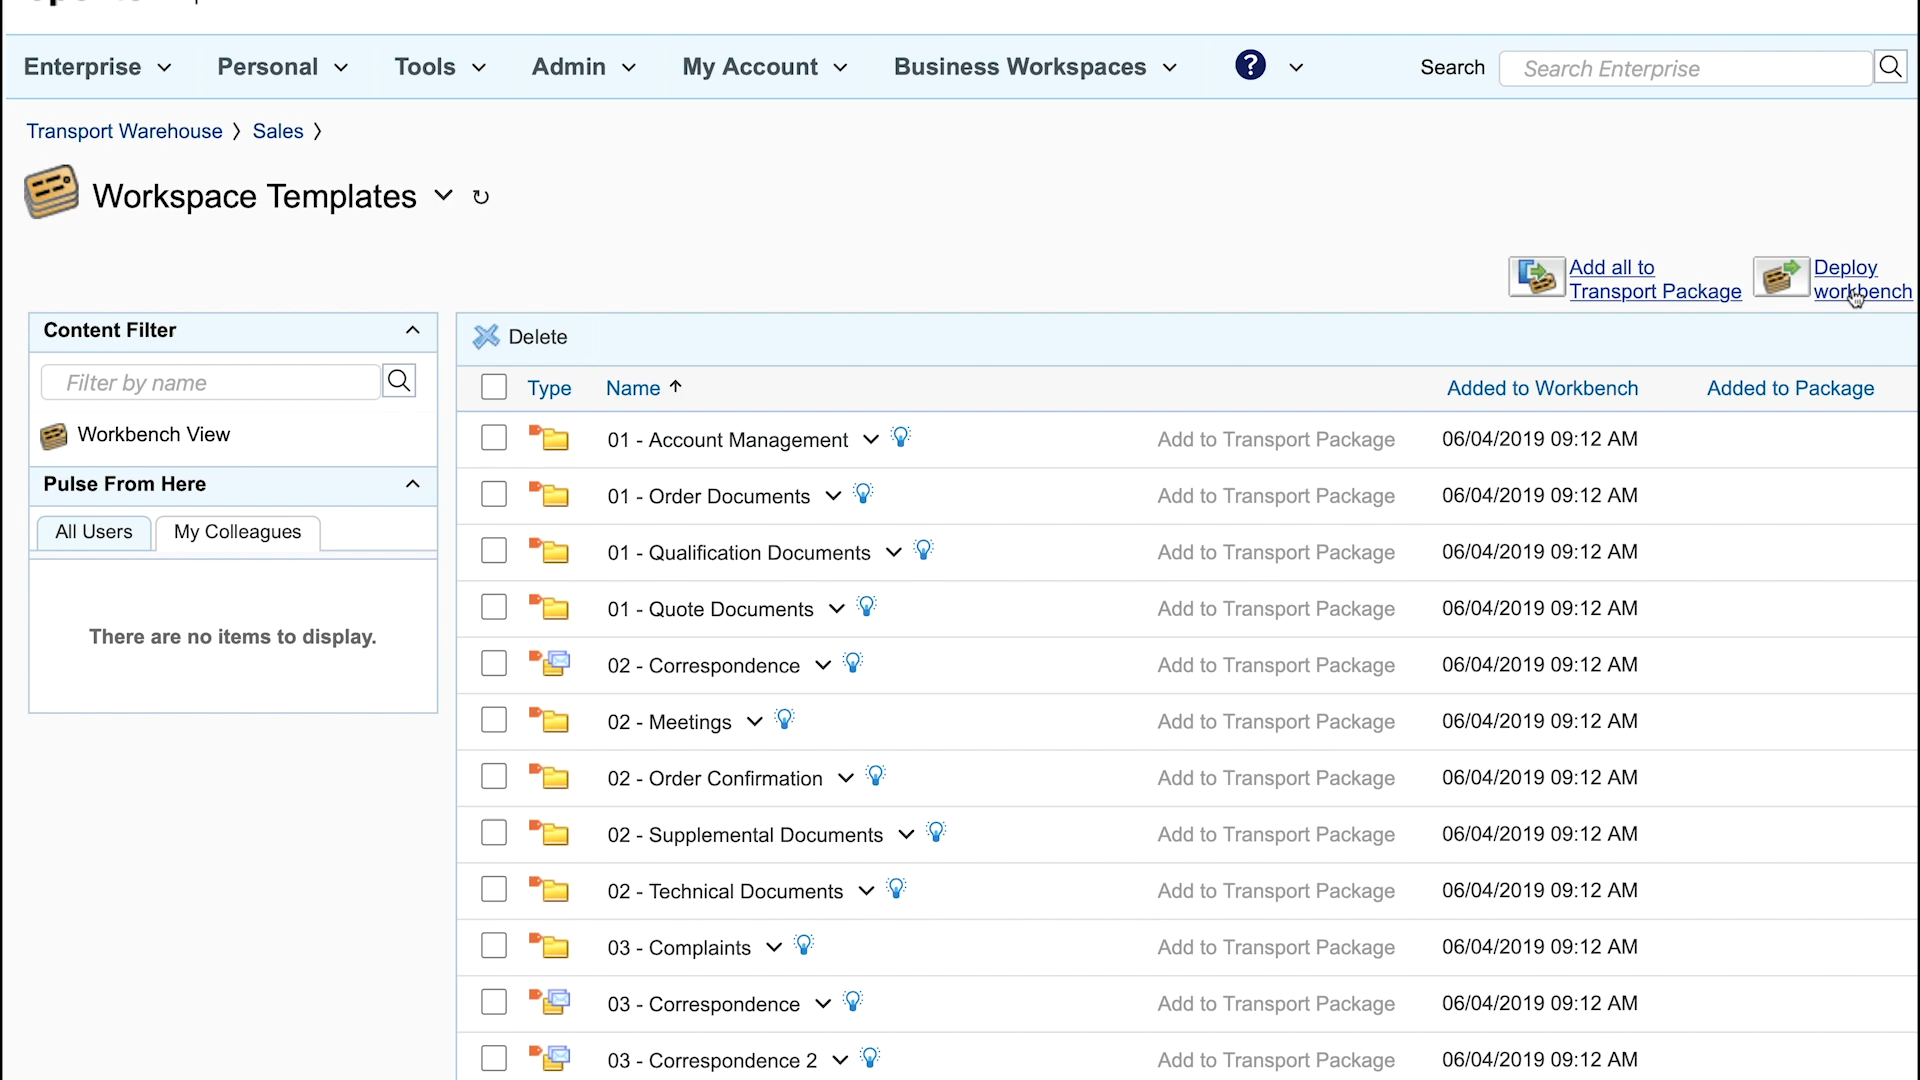 Enterprise Personal Tools Admin My Account Business Workspaces ? Search Search Enterprise
Transport Warehouse > Sales >
Workspace Templates
Add all to
Transport Package
Deploy
workbench
Content Filter
Filter by name
Workbench View
Pulse From Here
All Users My Colleagues
There are no items to display.
Delete
Type Name Added to Workbench Added to Package
01 - Account Management Add to Transport Package 06/04/2019 09:12 AM
01 - Order Documents Add to Transport Package 06/04/2019 09:12 AM
01 - Qualification Documents Add to Transport Package 06/04/2019 09:12 AM
01 - Quote Documents Add to Transport Package 06/04/2019 09:12 AM
02 - Correspondence Add to Transport Package 06/04/2019 09:12 AM
02 - Meetings Add to Transport Package 06/04/2019 09:12 AM
02 - Order Confirmation Add to Transport Package 06/04/2019 09:12 AM
02 - Supplemental Documents Add to Transport Package 06/04/2019 09:12 AM
02 - Technical Documents Add to Transport Package 06/04/2019 09:12 AM
03 - Complaints Add to Transport Package 06/04/2019 09:12 AM
03 - Correspondence Add to Transport Package 06/04/2019 09:12 AM
03 - Correspondence 2 Add to Transport Package 06/04/2019 09:12 AM